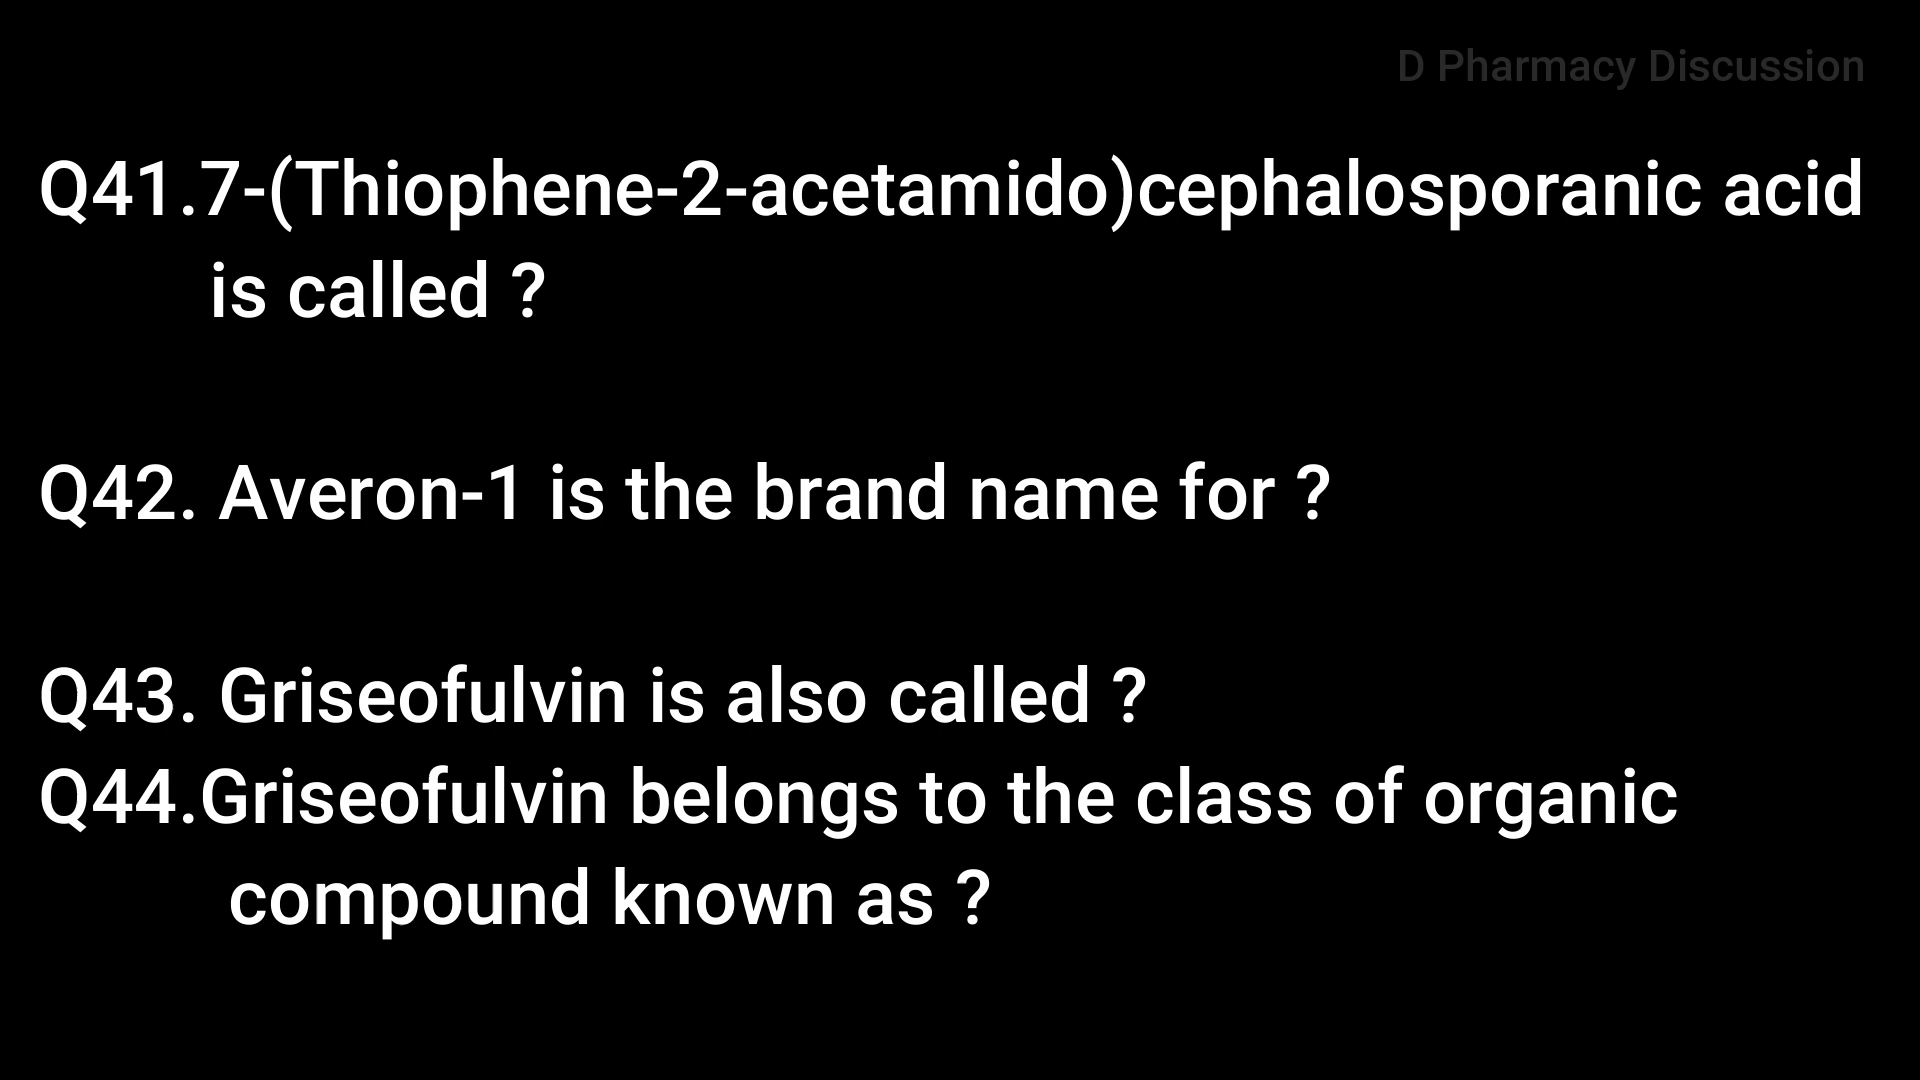 D Pharmacy Discussion
Q41.7-(Thiophene-2-acetamido)cephalosporanic acid
is called ?
Q42. Averon-1 is the brand name for ?
Q43. Griseofulvin is also called ?
Q44.Griseofulvin belongs to the class of organic
compound known as ?